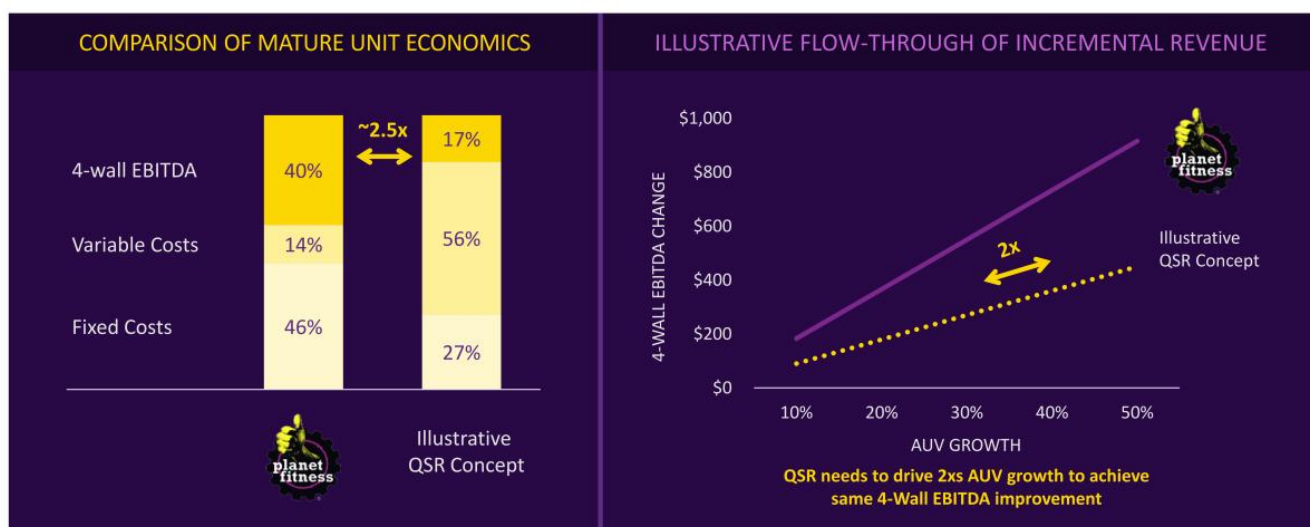 COMPARISON OF MATURE UNIT ECONOMICS
4-wall EBITDA
Variable Costs
Fixed Costs
40%
14%
46%
~2.5x
17%
56%
27%
planet
fitness
Illustrative
QSR Concept
ILLUSTRATIVE FLOW-THROUGH OF INCREMENTAL REVENUE
4-WALL EBITDA CHANGE
$1,000
$800
$600
$400
$200
$0
2x
planet
fitness
Illustrative
QSR Concept
10% 20% 30% 40% 50%
AUV GROWTH
QSR needs to drive 2xs AUV growth to achieve
same 4-Wall EBITDA improvement